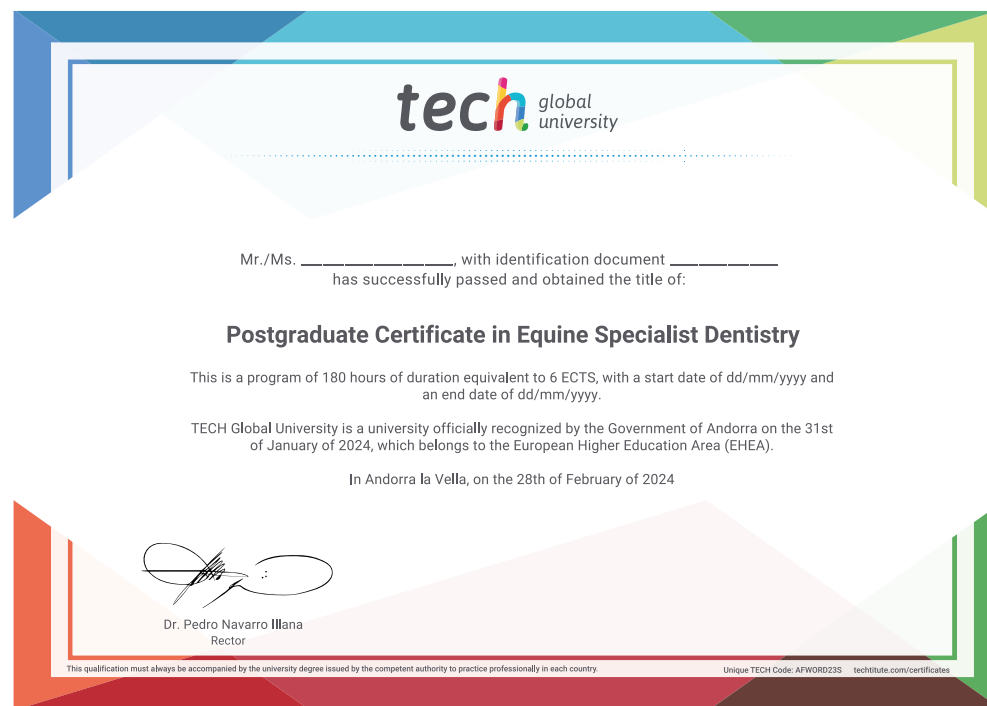 tech global university
Mr./Ms. ____________________, with identification document ______________
has successfully passed and obtained the title of:
Postgraduate Certificate in Equine Specialist Dentistry
This is a program of 180 hours of duration equivalent to 6 ECTS, with a start date of dd/mm/yyyy and
an end date of dd/mm/yyyy.
TECH Global University is a university officially recognized by the Government of Andorra on the 31st
of January of 2024, which belongs to the European Higher Education Area (EHEA).
In Andorra la Vella, on the 28th of February of 2024
Dr. Pedro Navarro Illana
Rector
This qualification must always be accompanied by the university degree issued by the competent authority to practice professionally in each country.
Unique TECH Code: AFWORD23S techtitute.com/certificates